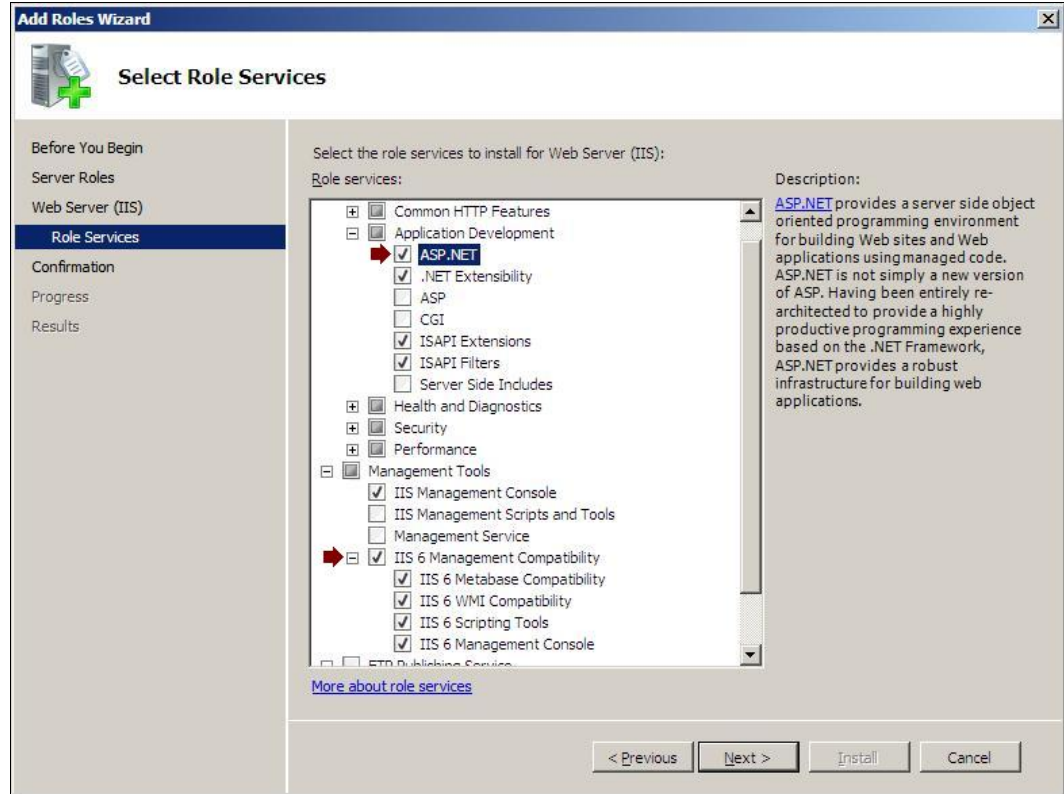 Add Roles Wizard
Select Role Services
Before You Begin
Server Roles
Web Server (IIS)
Role Services
Confirmation
Progress
Results
Select the role services to install for Web Server (IIS):
Role services:
Common HTTP Features
Application Development
ASP.NET
.NET Extensibility
ASP
CGI
ISAPI Extensions
ISAPI Filters
Server Side Includes
Health and Diagnostics
Security
Performance
Management Tools
IIS Management Console
IIS Management Scripts and Tools
Management Service
IIS 6 Management Compatibility
IIS 6 Metabase Compatibility
IIS 6 WMI Compatibility
IIS 6 Scripting Tools
IIS 6 Management Console
FTP Publishing Service
More about role services
Description:
ASP.NET provides a server side object
oriented programming environment
for building Web sites and Web
applications using managed code.
ASP.NET is not simply a new version
of ASP. Having been entirely re-
architected to provide a highly
productive programming experience
based on the .NET Framework,
ASP.NET provides a robust
infrastructure for building web
applications.
< Previous
Next >
Install
Cancel